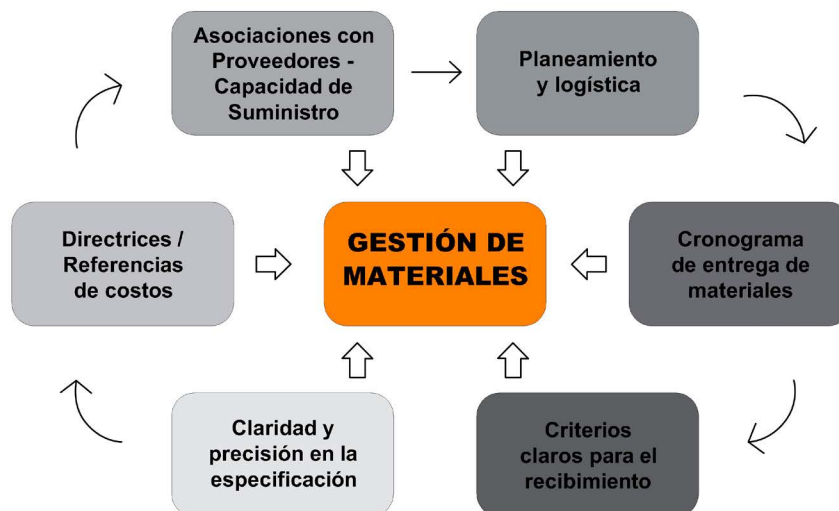 Asociaciones con
Proveedores -
Capacidad de
Suministro
Planeamiento
y logística
Directrices /
Referencias
de costos
GESTIÓN DE
MATERIALES
Cronograma
de entrega de
materiales
Claridad y
precisión en la
especificación
Criterios
claros para el
recibimiento